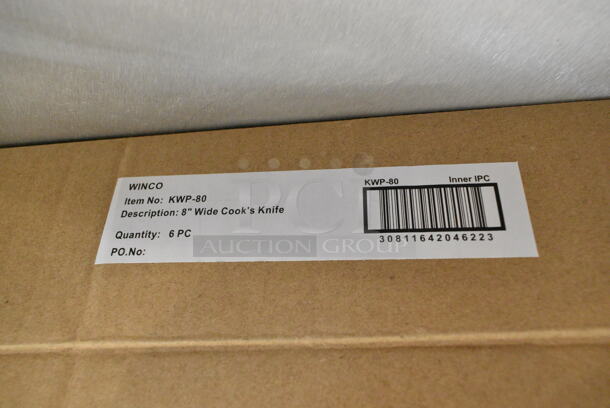 WINCO
Item No: KWP-80
Description: 8" Wide Cook's Knife
Quantity: 6 PC
PO.No:
KWP-80 Inner IPC
30811642046223
PCI
AUCTION GROUP